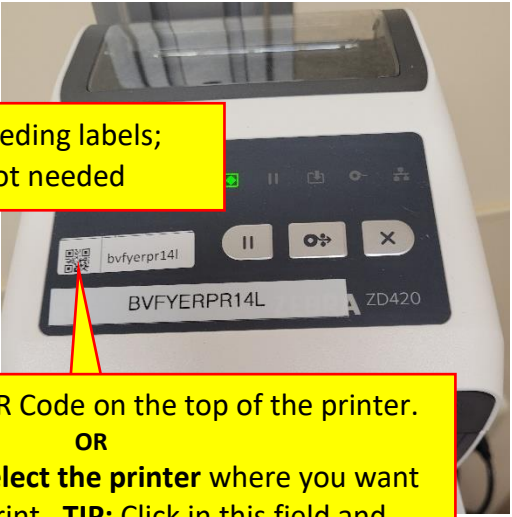 eding labels;
ot needed
bvfyerpr14l
BVFYERPR14L
ZD420
R Code on the top of the printer.
OR
elect the printer where you want
rint. TIP: Click in this field and